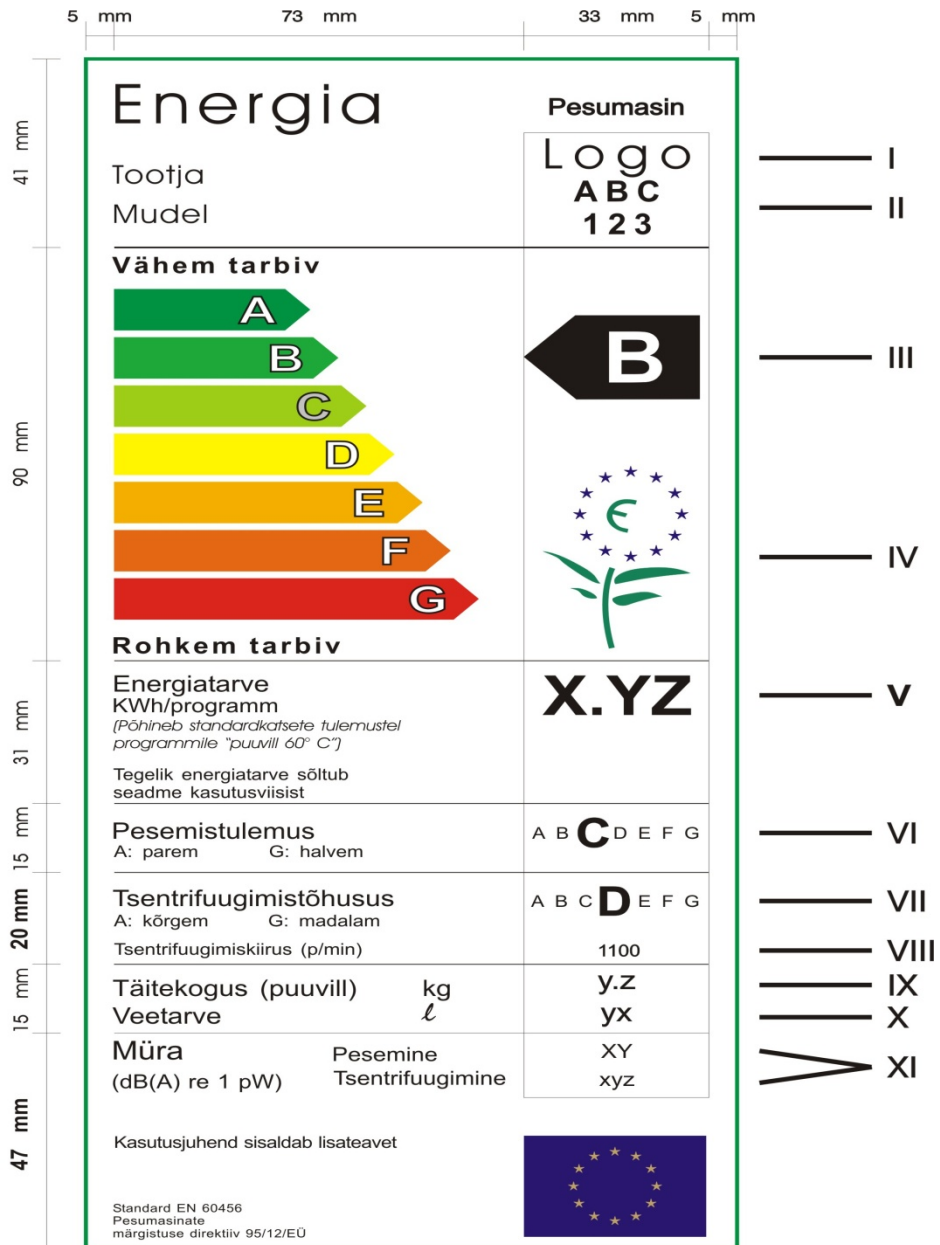 5 mm 73 mm 33 mm 5 mm
41 mm
90 mm
31 mm
15 mm
20 mm
15 mm
47 mm
Energia
Pesumasin
Tootja
Mudel
Logo
ABC
123
I
II
Vähem tarbiv
A
B
C
D
E
F
G
B
III
Є
IV
Rohkem tarbiv
Energiatarve
KWh/programm
(Põhineb standardkatsete tulemustel
programmile "puuvill 60° C")
X.YZ
V
Tegelik energiatarve sõltub
seadme kasutusviisist
Pesemistulemus
A: parem G: halvem
A B C D E F G
VI
Tsentrifuugimistõhusus
A: kõrgem G: madalam
A B C D E F G
VII
Tsentrifuugimiskiirus (p/min) 1100
VIII
Täitekogus (puuvill) kg y.z
IX
Veetarve ℓ yx
X
Müra Pesemine XY
(dB(A) re 1 pW) Tsentrifuugimine xyz
XI
Kasutusjuhend sisaldab lisateavet
Standard EN 60456
Pesumasinate
märgistuse direktiiv 95/12/EÜ